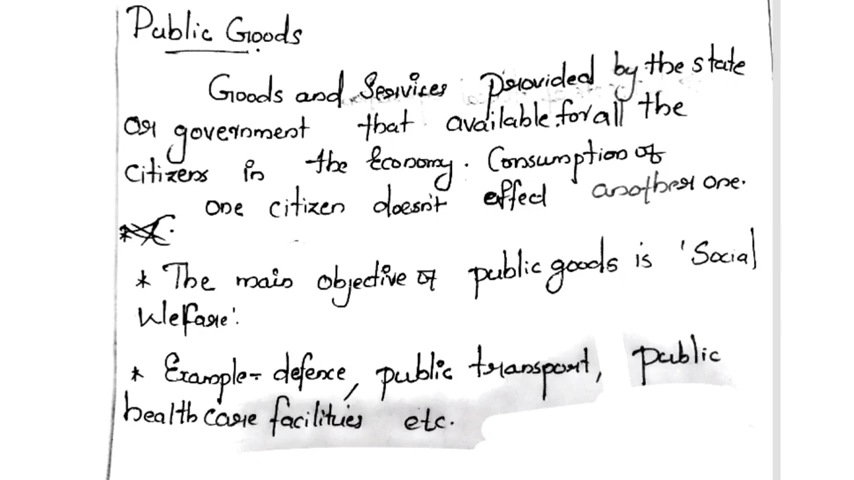 Public Goods
Goods and Services provided by the state
or government that available for all the
citizens in the Economy. Consumption of
one citizen doesn't effect another one.
* The main objective of public goods is 'Social
Welfare'.
* Example- defence, public transport, public
health care facilities etc.